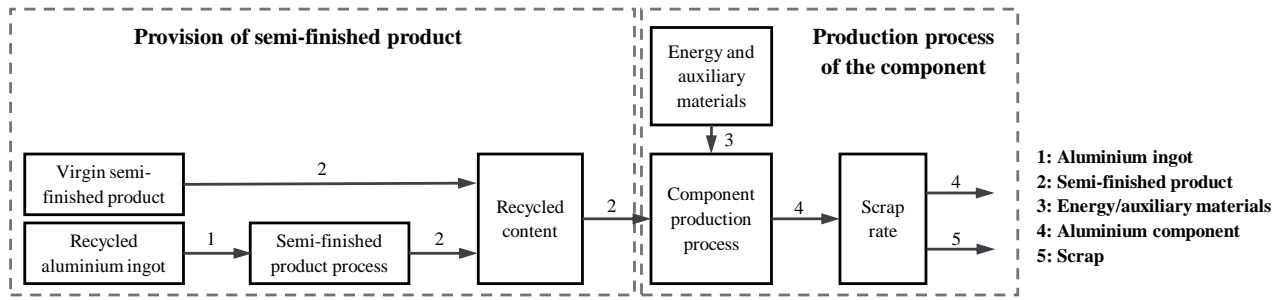 Provision of semi-finished product
Production process
of the component
Energy and
auxiliary
materials
3
Virgin semi-
finished product
2
Recycled
aluminium ingot
1
Semi-finished
product process
2
Recycled
content
2
Component
production
process
4
Scrap
rate
4
5
1: Aluminium ingot
2: Semi-finished product
3: Energy/auxiliary materials
4: Aluminium component
5: Scrap